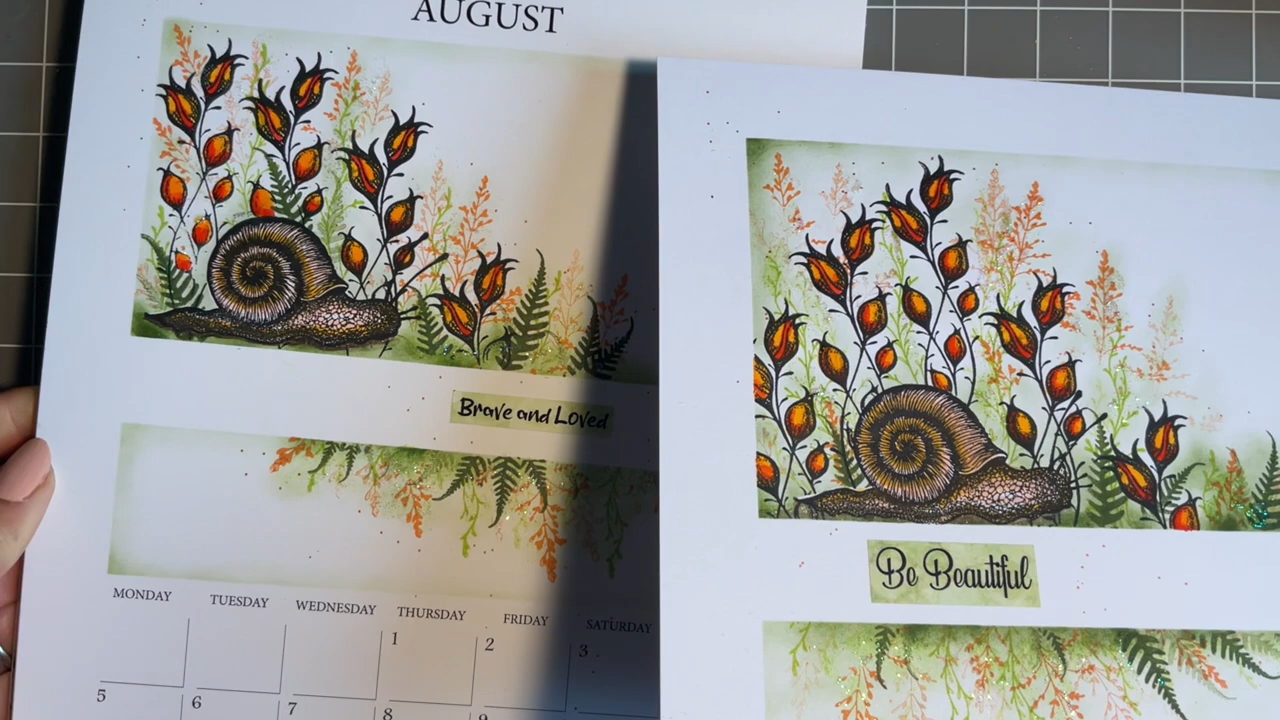 AUGUST
Brave and Loved
Be Beautiful
MONDAY TUESDAY WEDNESDAY THURSDAY FRIDAY SATURDAY
1 2 3
5 6 7 8 9